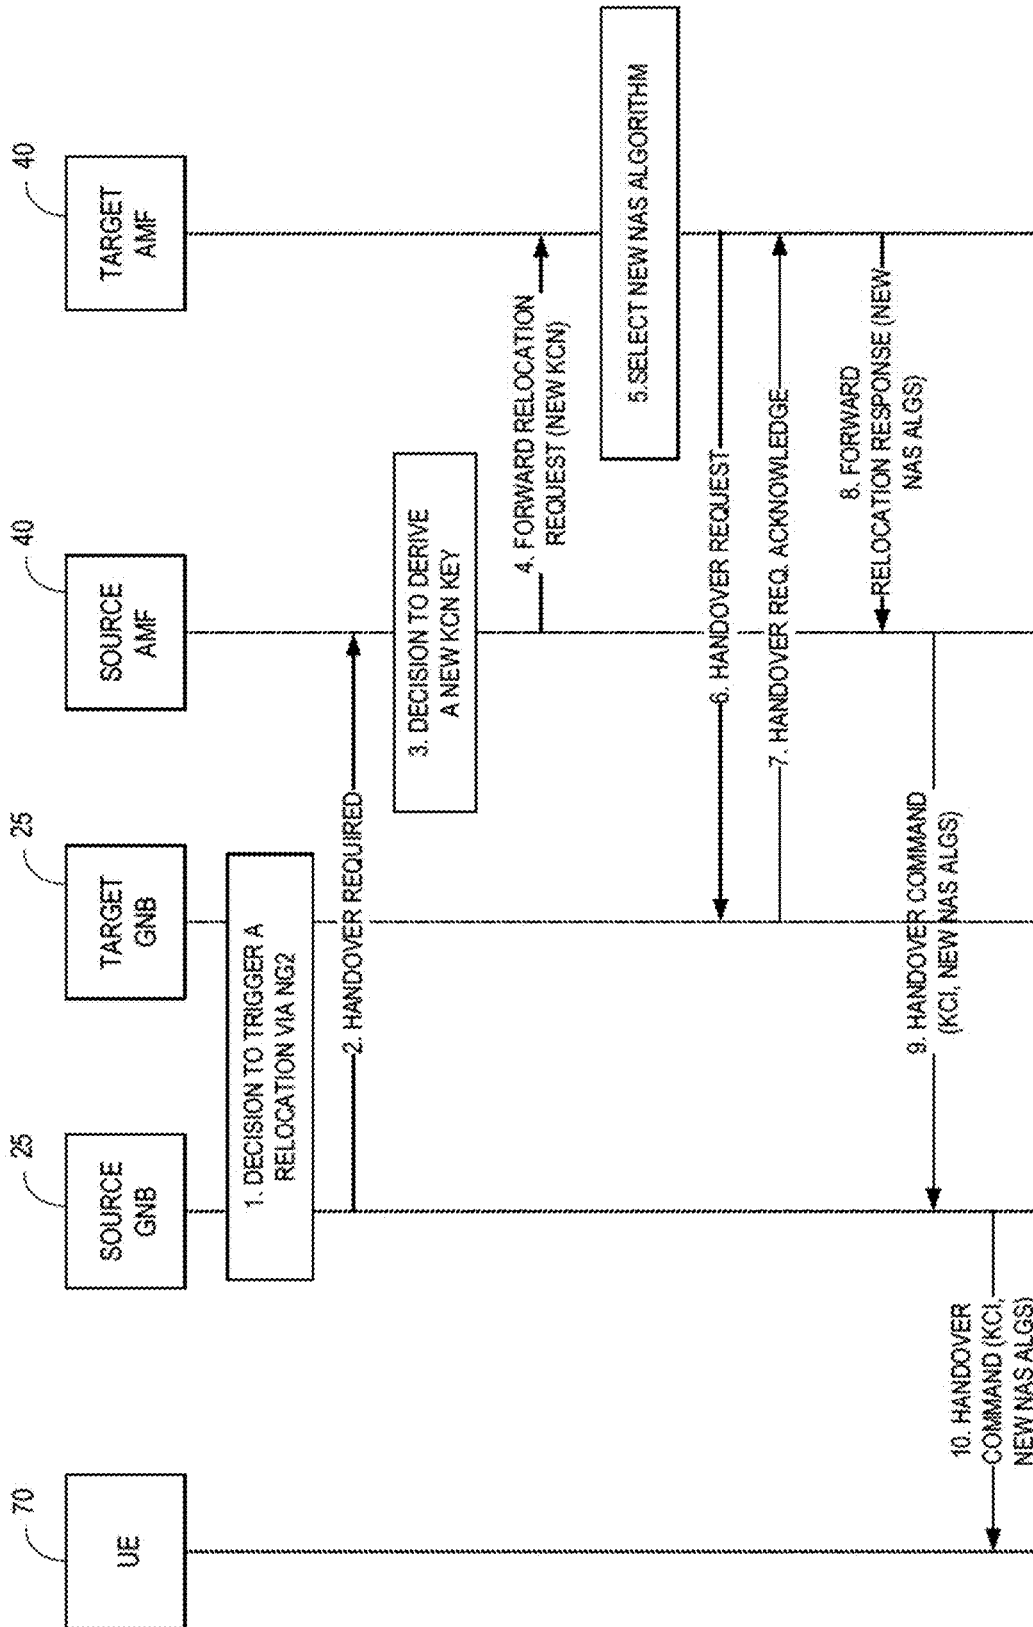 70
UE
25
SOURCE
GNB
25
TARGET
GNB
40
SOURCE
AMF
40
TARGET
AMF
1. DECISION TO TRIGGER A
RELOCATION VIA NG2
2. HANDOVER REQUIRED
3. DECISION TO DERIVE
A NEW KCN KEY
4. FORWARD RELOCATION
REQUEST (NEW KCN)
5.SELECT NEW NAS ALGORITHM
6. HANDOVER REQUEST
7. HANDOVER REQ. ACKNOWLEDGE
8. FORWARD
RELOCATION RESPONSE (NEW
NAS ALGS)
9. HANDOVER COMMAND
(KCI, NEW NAS ALGS)
10. HANDOVER
COMMAND (KCI,
NEW NAS ALGS)